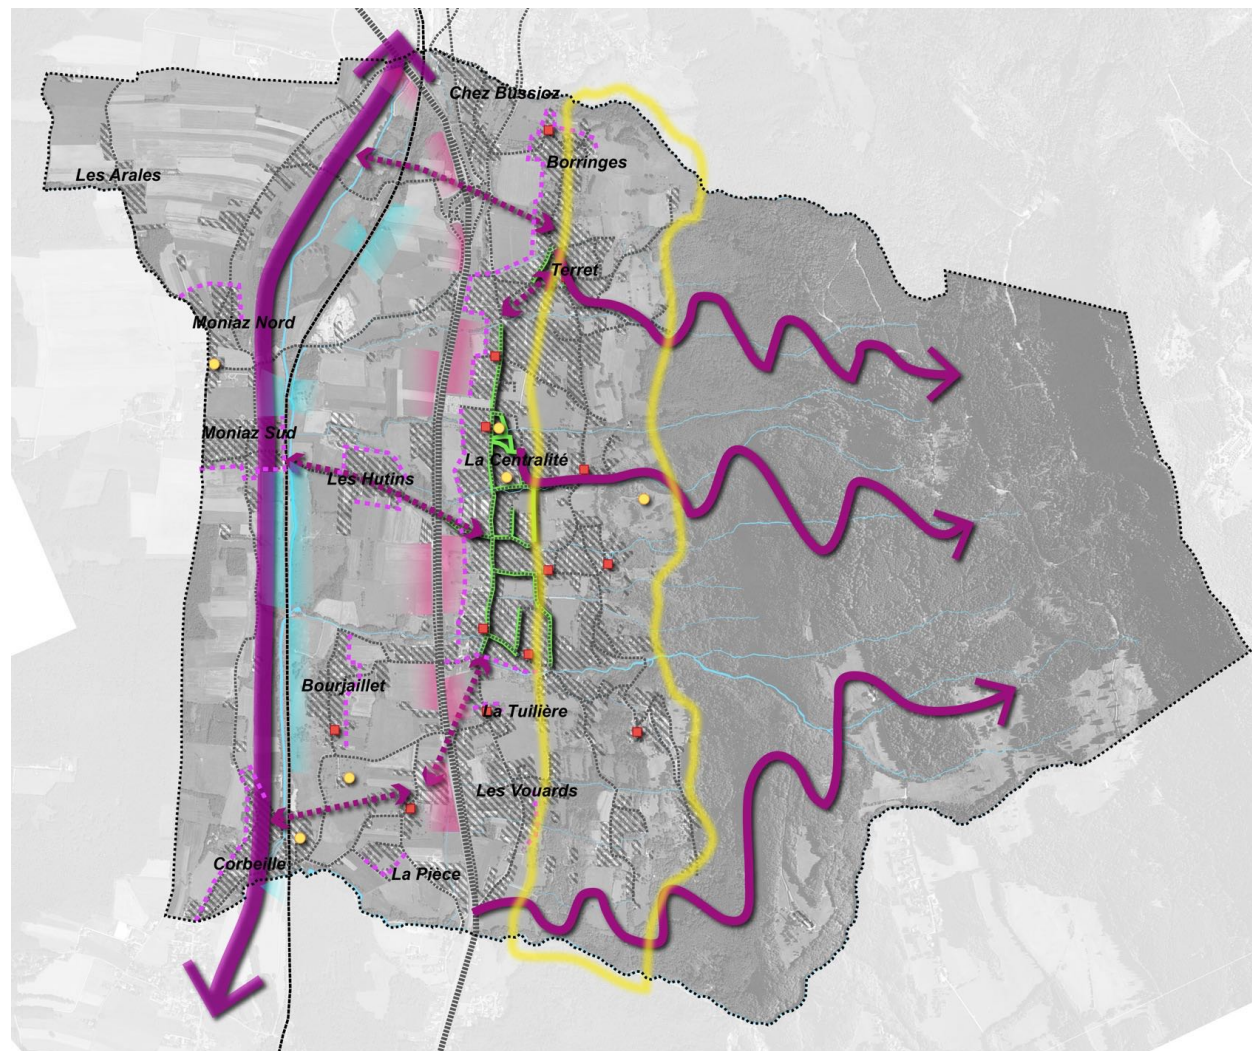 Chez Bussioz
Borringes
Les Arales
Terret
Moniaz Nord
Moniaz Sud
La Centralité
Les Hutins
Bourjaillet
La Tuilière
Les Vouards
Corbeille
La Pièce